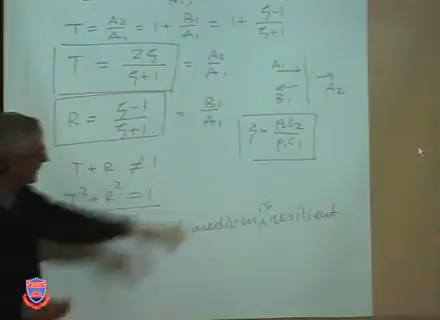 T = A2/A1 = 1 + B1/A1 = 1 + ζ-1/ζ+1
T = 2ζ/ζ+1 = A2/A1
A1
B1
A2
R = ζ-1/ζ+1 = B1/A1
ζ = ρ2c2/ρ1c1
T + R ≠ 1
T² + R² = 1
medium is resilient